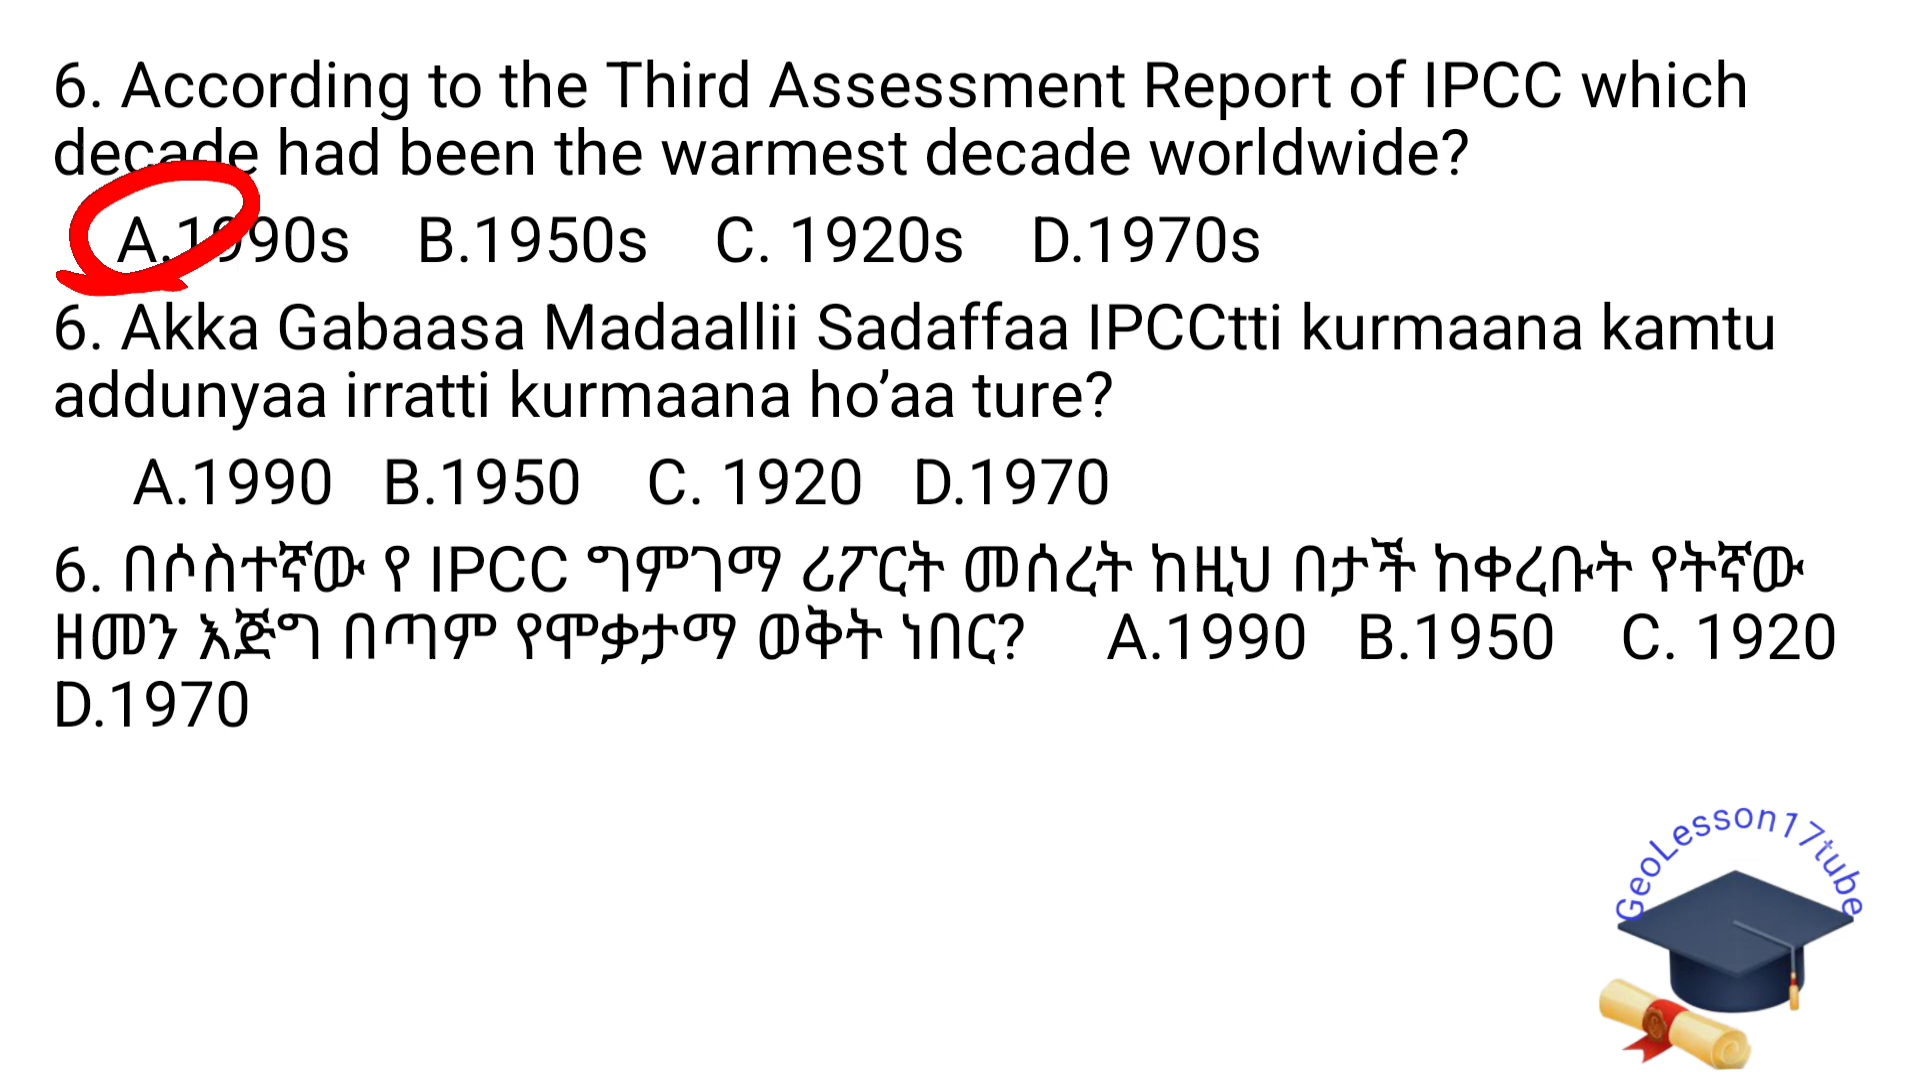 6. According to the Third Assessment Report of IPCC which
decade had been the warmest decade worldwide?
A.1990s B.1950s C. 1920s D.1970s
6. Akka Gabaasa Madaallii Sadaffaa IPCCtti kurmaana kamtu
addunyaa irratti kurmaana ho’aa ture?
A.1990 B.1950 C. 1920 D.1970
6. በሶስተኛው የ IPCC ግምገማ ሪፖርት መሰረት ከዚህ በታች ከቀረቡት የትኛው
ዘመን እጅግ በጣም የሞቃታማ ወቅት ነበር? A.1990 B.1950 C. 1920
D.1970
GeoLesson17tube